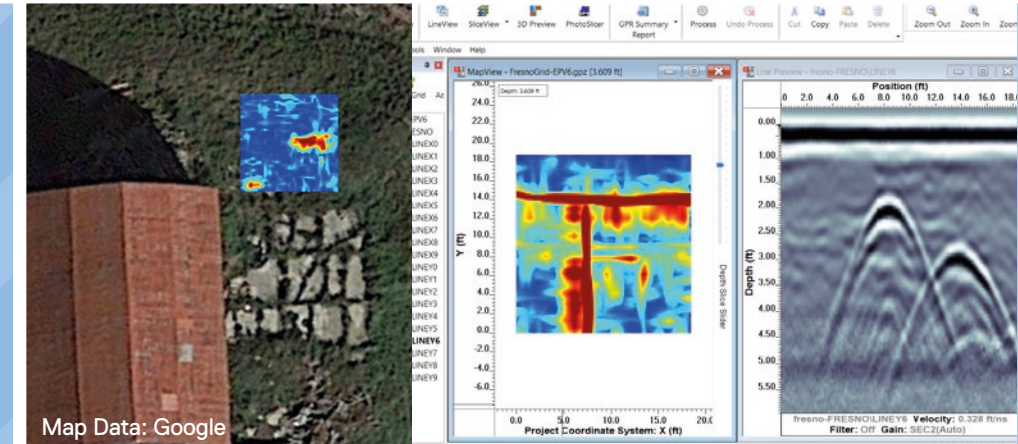 Map Data: Google
LineView SliceView 3D Preview PhotoSlicer GPR Summary Report Process Undo Process Cut Copy Paste Delete Zoom Out Zoom In Zoom
ools Window Help
Grid Ac
EPV6
ESNO
LINEX0
LINEX1
LINEX2
LINEX3
LINEX4
LINEX5
LINEX6
LINEX7
LINEX8
LINEX9
LINEY0
LINEY1
LINEY2
LINEY3
LINEY4
LINEY5
LINEY6
LINEY7
LINEY8
LINEY9
MapView - FresnoGrid-EPV6.gpz [3.609 ft]
Depth: 3.609 ft
26.0
24.0
22.0
20.0
18.0
16.0
14.0
12.0
10.0
8.0
6.0
4.0
2.0
0.0
-2.0
-4.0
-6.0
Y (ft)
0.0 5.0 10.0 15.0 20.0
Project Coordinate System: X (ft)
Depth Slice Slider
Line Preview - fresno-FRESNO\LINEY6
Position (ft)
.0 2.0 4.0 6.0 8.0 10.0 12.0 14.0 16.0 18.
0.00
1.00
2.00
2.50
3.00
3.50
4.00
4.50
5.00
5.50
Depth (ft)
fresno-FRESNO\LINEY6 Velocity: 0.328 ft/ns
Filter: Off Gain: SEC2(Auto)